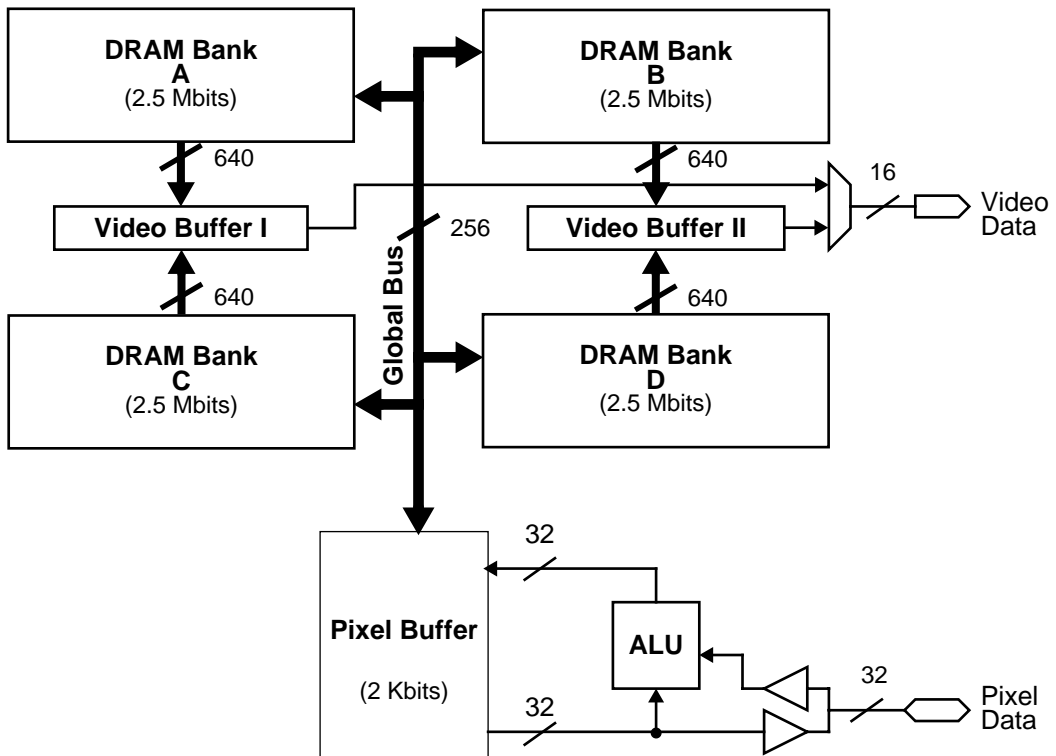 DRAM Bank
A
(2.5 Mbits)
DRAM Bank
B
(2.5 Mbits)
640
640
16
Video
Data
Video Buffer I
256
Video Buffer II
Global Bus
640
640
DRAM Bank
C
(2.5 Mbits)
DRAM Bank
D
(2.5 Mbits)
32
Pixel Buffer
(2 Kbits)
ALU
32
32
Pixel
Data